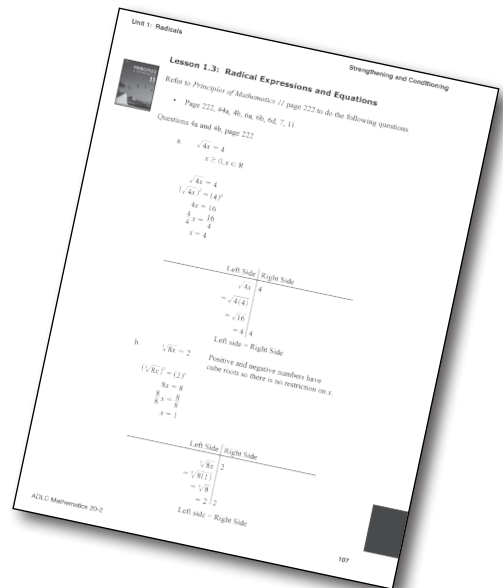 Unit 1: Radicals
Strengthening and Conditioning
PRINCIPLES
11
Lesson 1.3: Radical Expressions and Equations
Refer to Principles of Mathematics 11 page 222 to do the following questions.
• Page 222, #4a, 4b, 6a, 6b, 6d, 7, 11
Questions 4a and 4b, page 222
a. √4x = 4
x ≥ 0, x ∈ R
√4x = 4
(√4x)² = (4)²
4x = 16
4/4 x = 16/4
x = 4
Left Side | Right Side
√4x | 4
= √4(4)
= √16
= 4 | 4
Left side = Right Side
b. ∛8x = 2
Positive and negative numbers have
cube roots so there is no restriction on x.
(∛8x)³ = (2)³
8x = 8
8/8 x = 8/8
x = 1
Left Side | Right Side
∛8x | 2
= ∛8(1)
= ∛8
= 2 | 2
Left side = Right Side
ADLC Mathematics 20-2
107